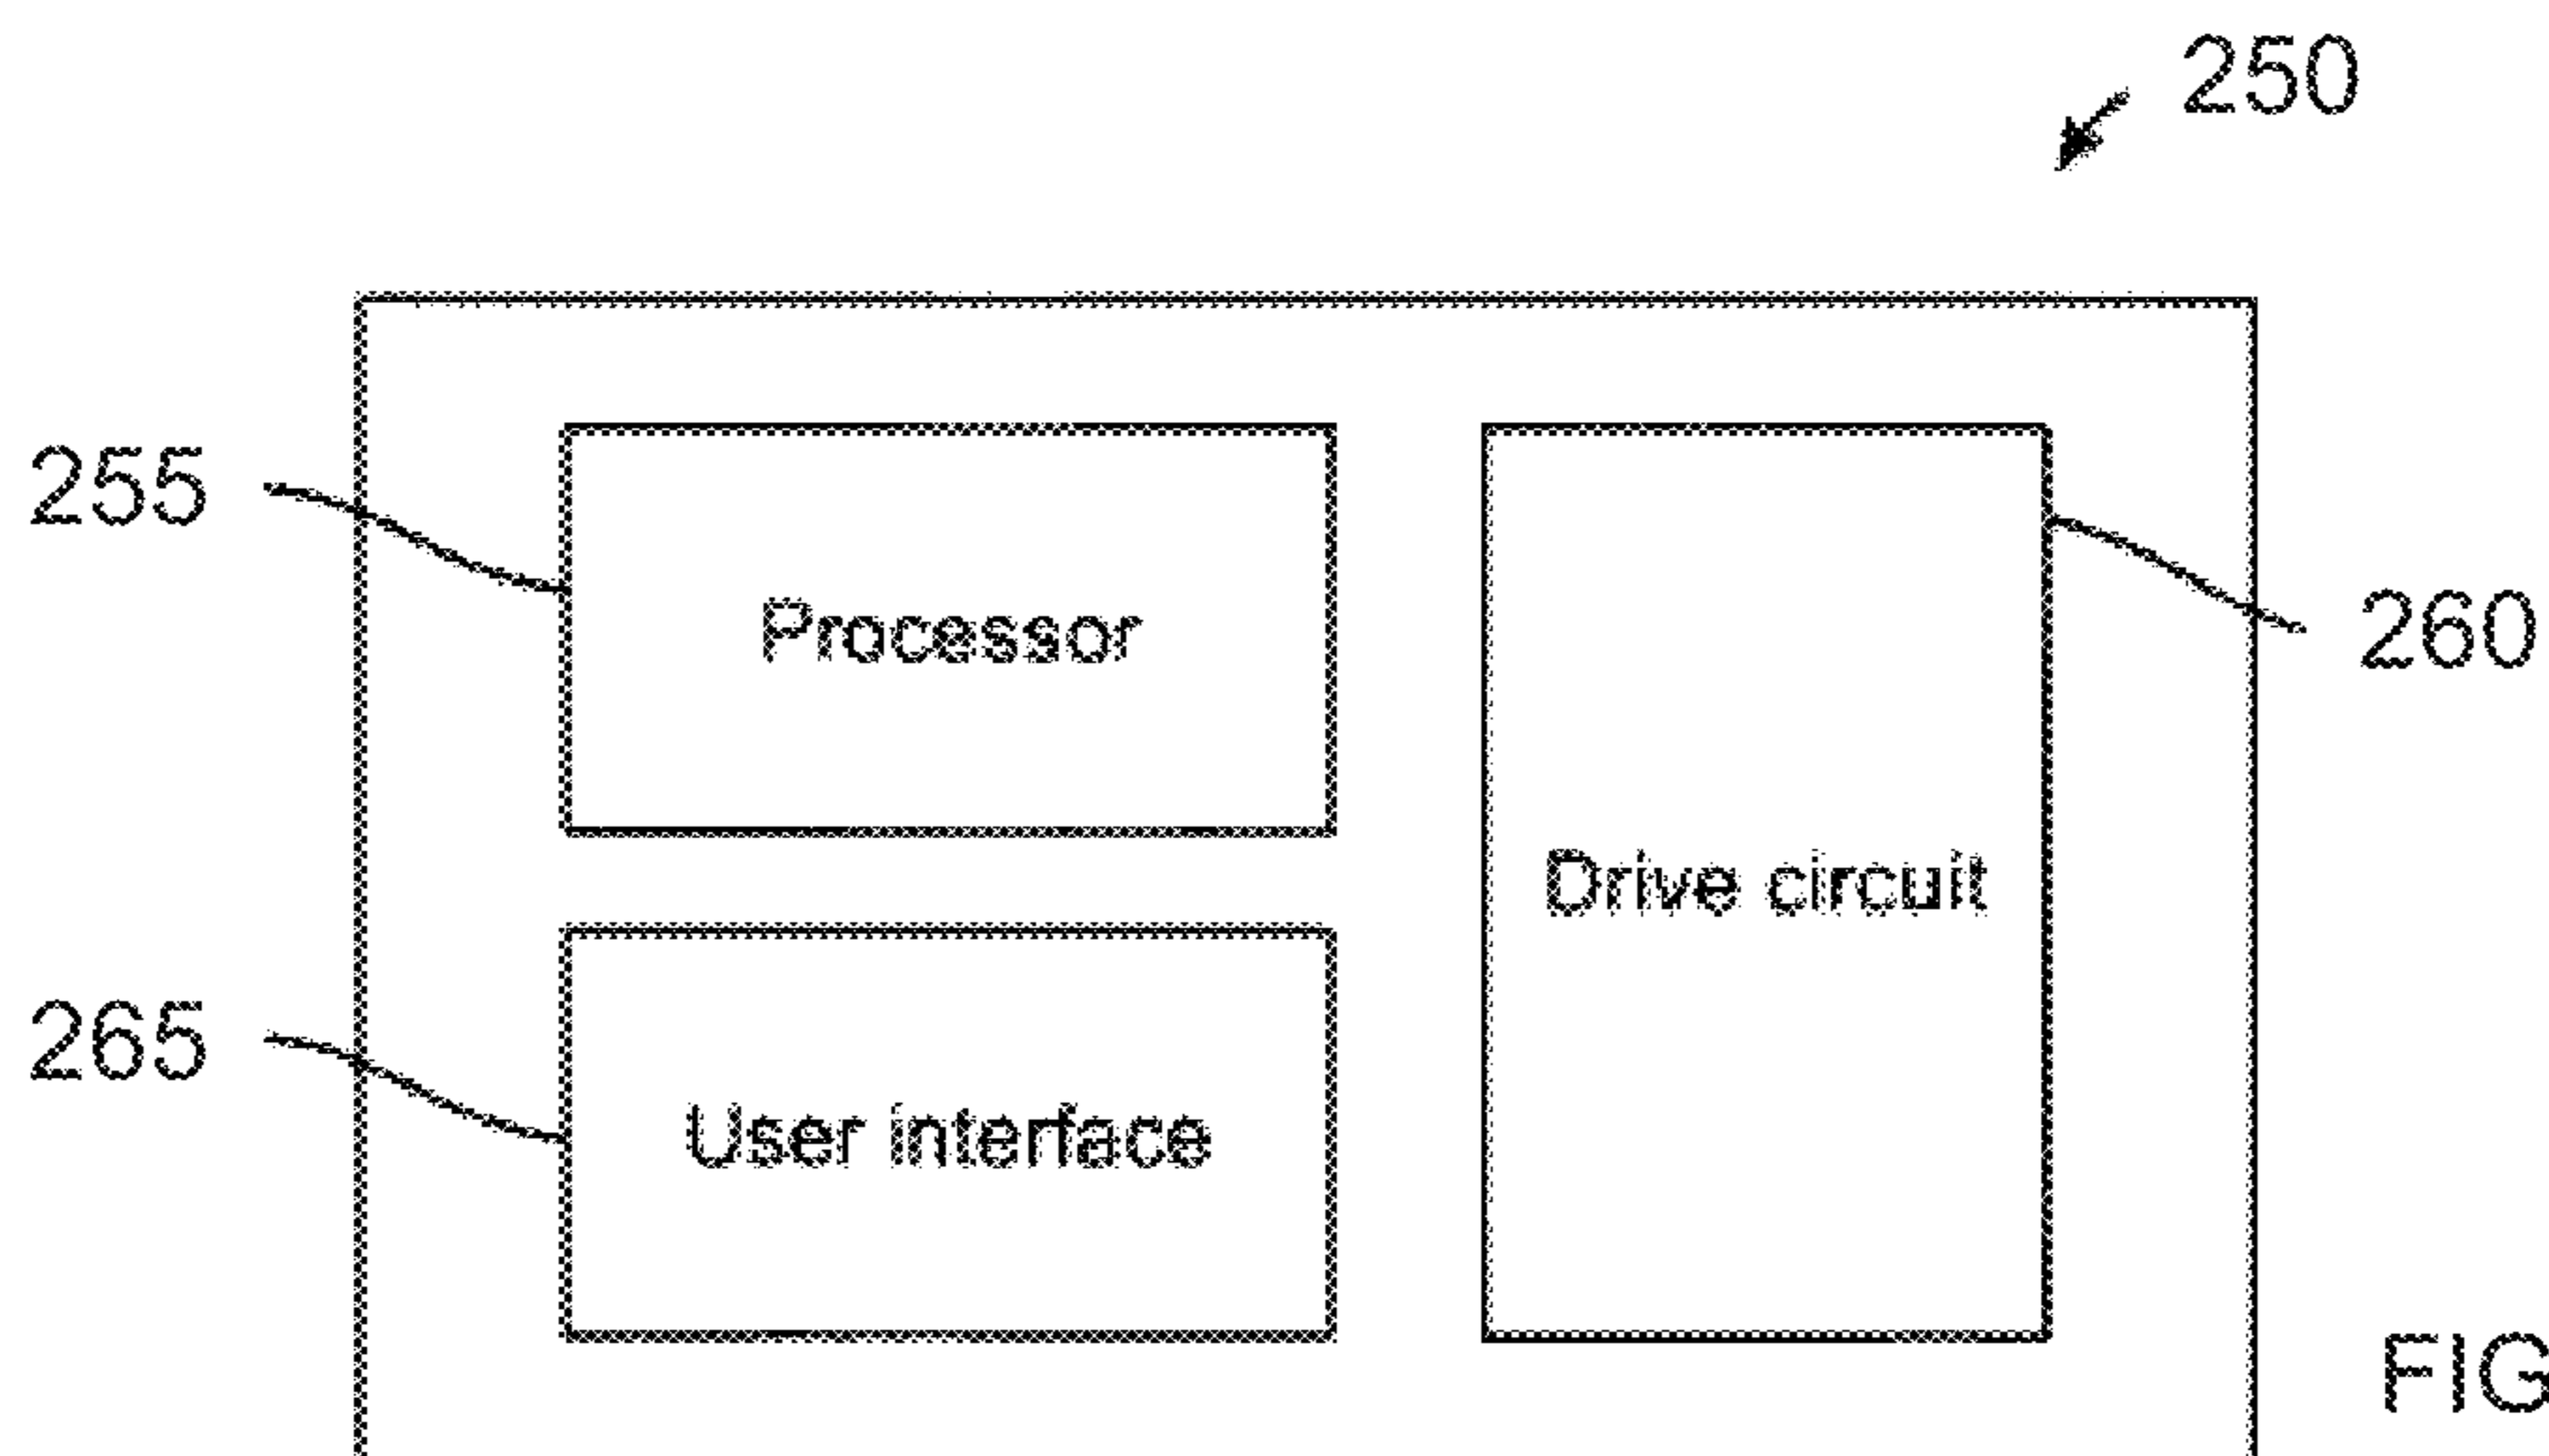 250
255
Processor
260
Drive circuit
265
User interface
FIG